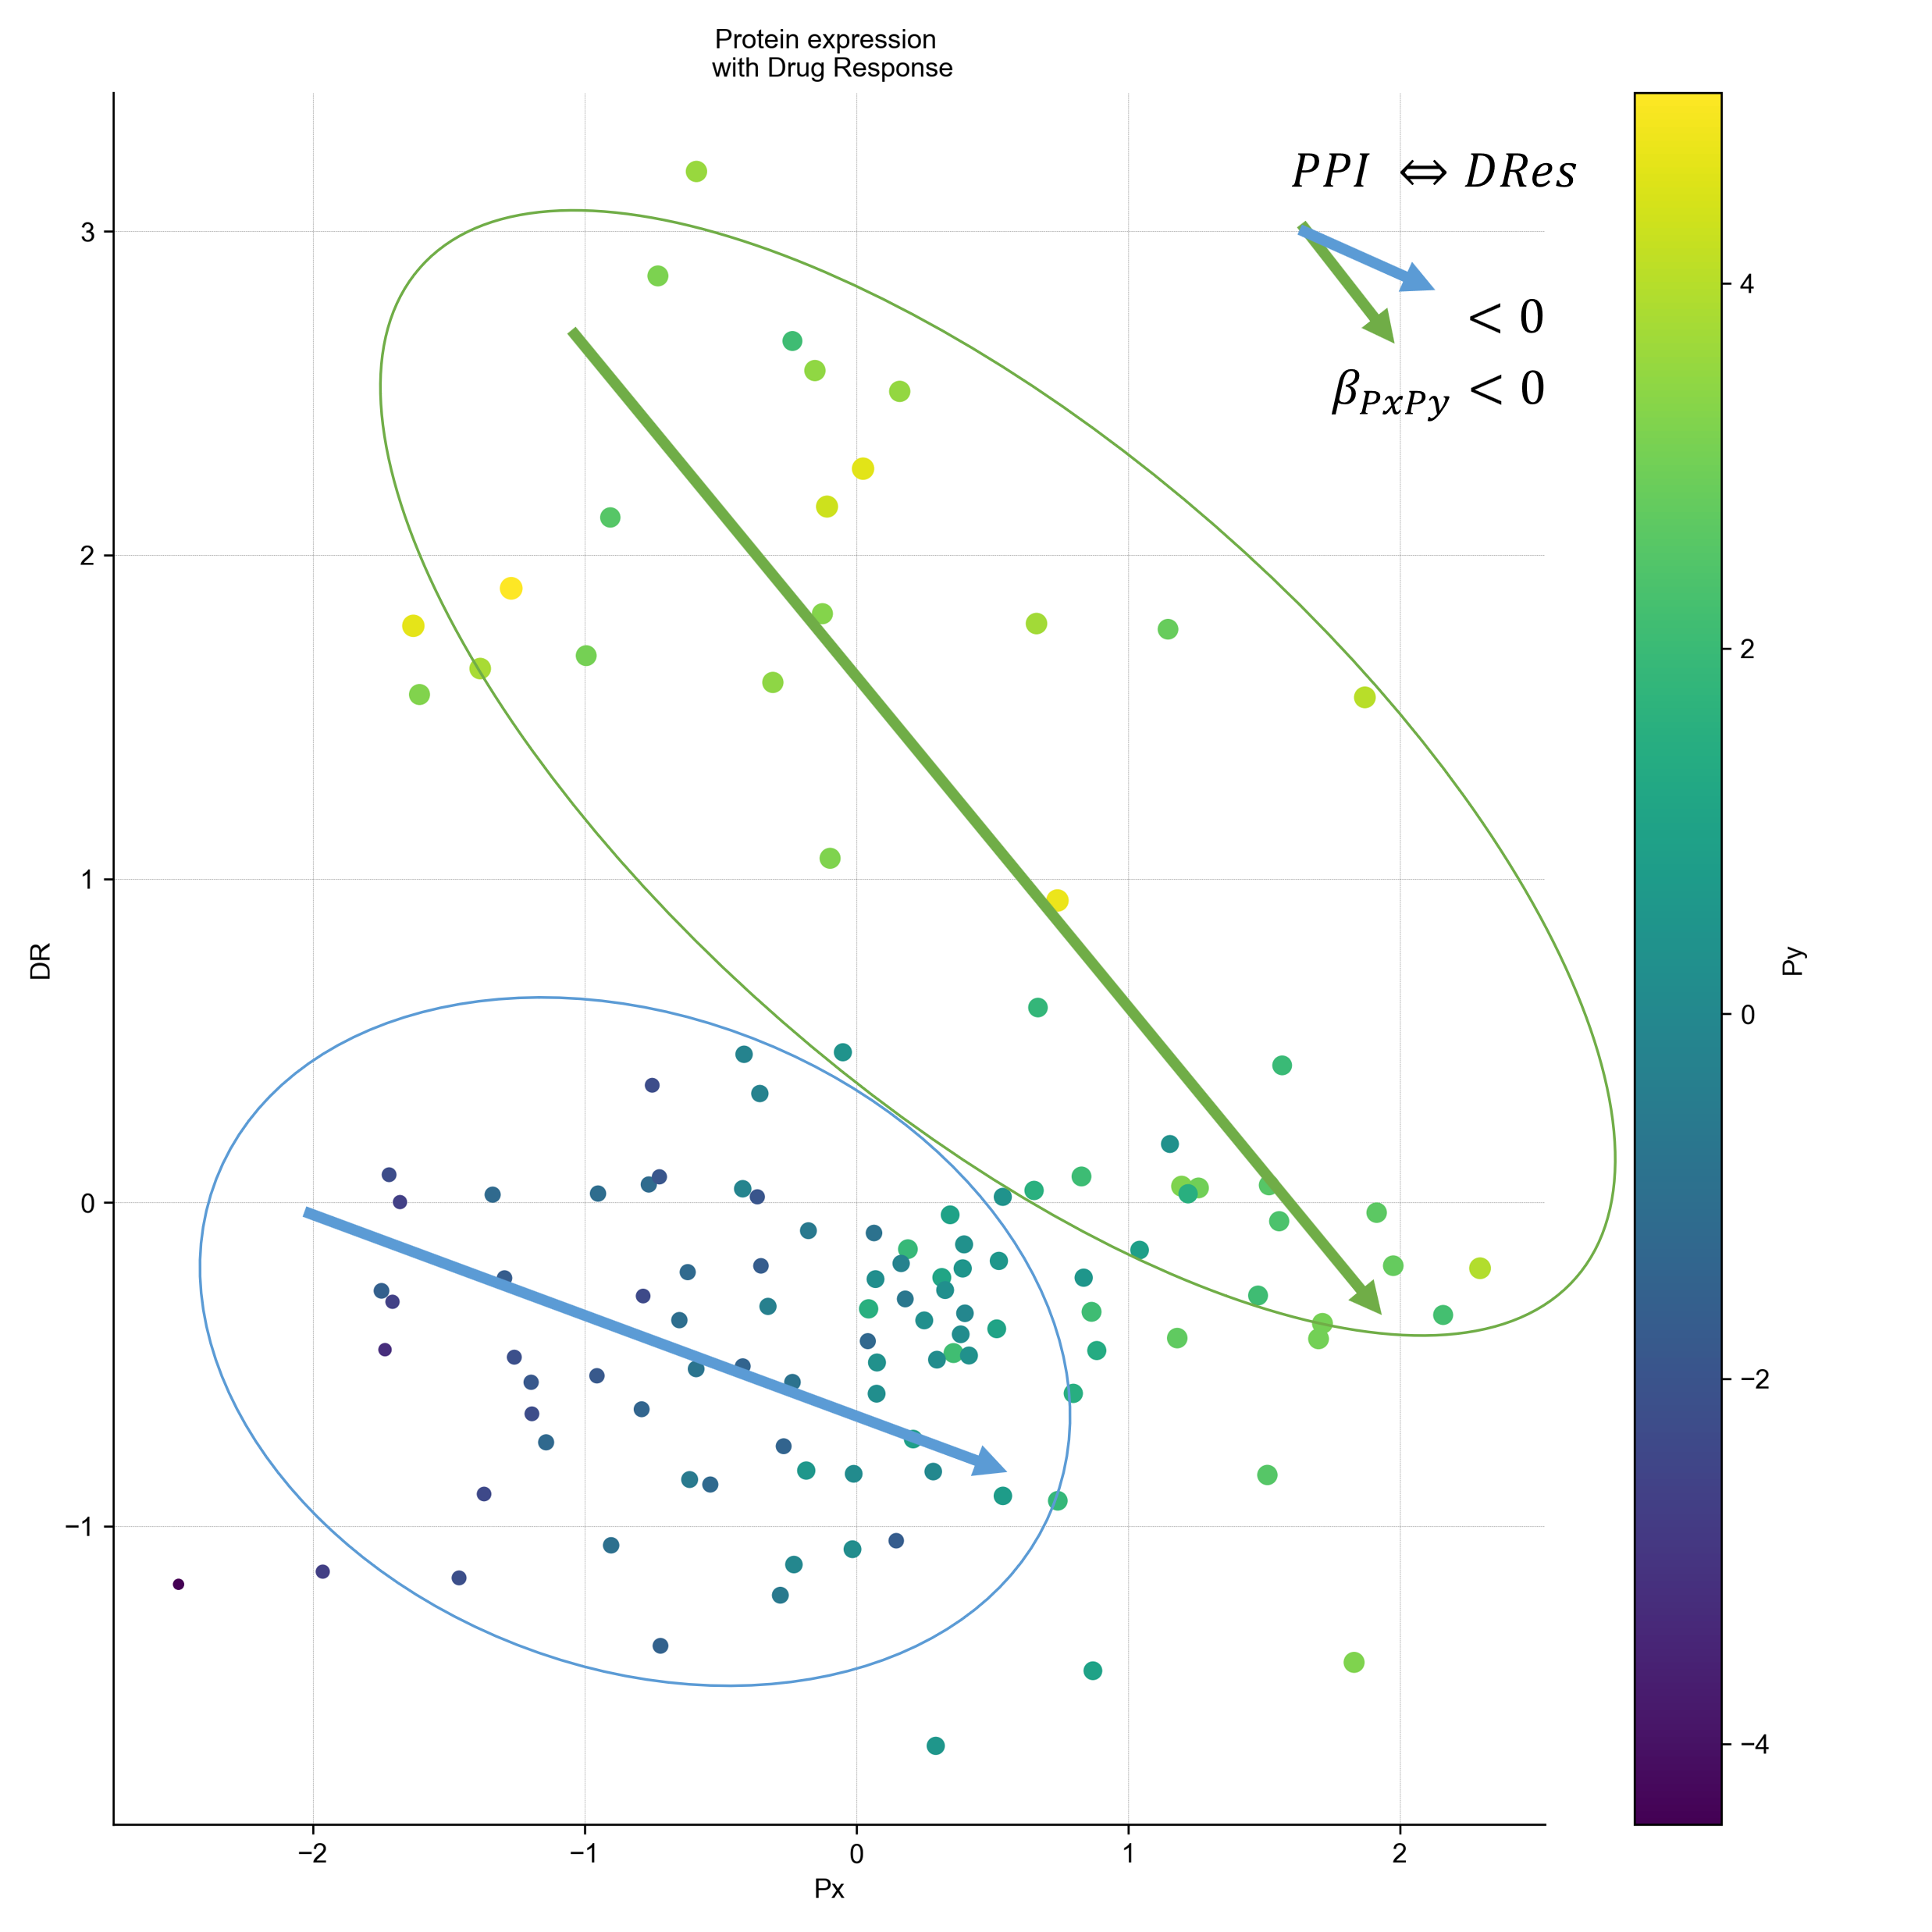 Protein expression
with Drug Response
PPI ⇔ DRes
< 0
βPxPy < 0
3
2
1
0
−1
DR
−2
−1
0
1
2
Px
4
2
0
−2
−4
Py